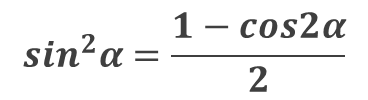 sin²α = (1 − cos2α)/2